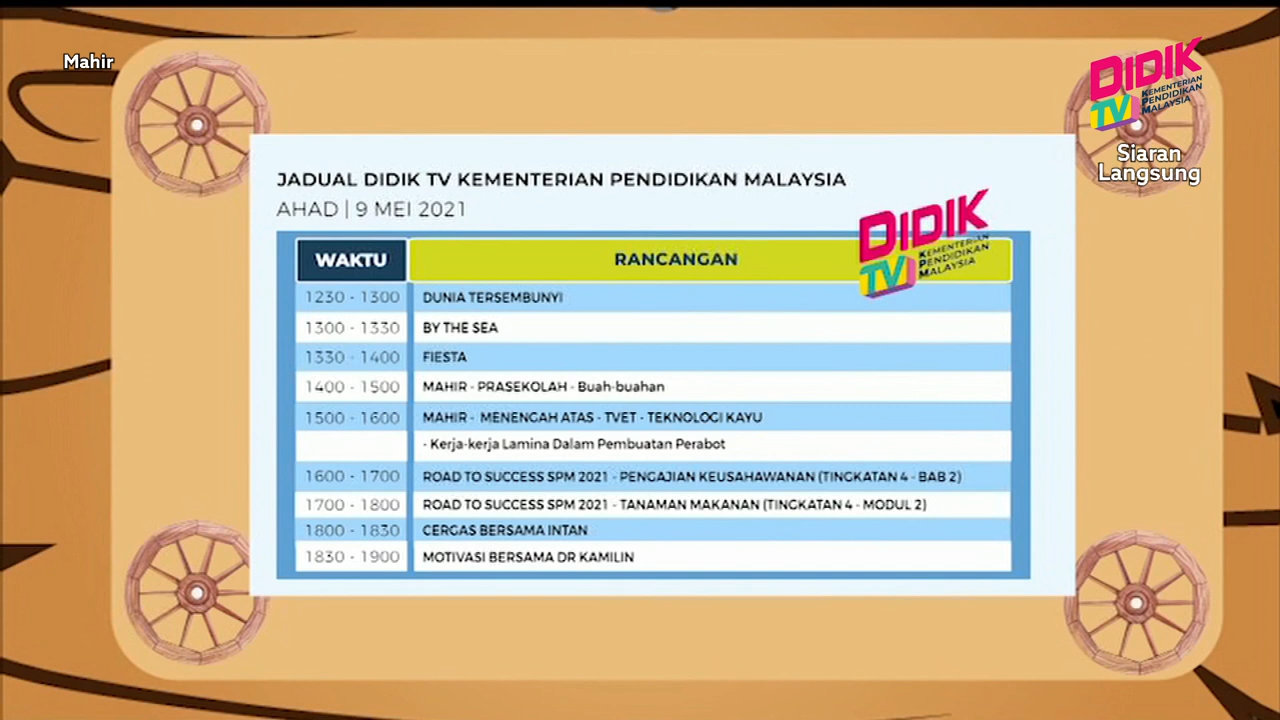 Mahir
DIDIK
TV
KEMENTERIAN
PENDIDIKAN
MALAYSIA
Siaran
Langsung
JADUAL DIDIK TV KEMENTERIAN PENDIDIKAN MALAYSIA
AHAD | 9 MEI 2021
DIDIK
TV
KEMENTERIAN
PENDIDIKAN
MALAYSIA
WAKTU RANCANGAN
1230 - 1300 DUNIA TERSEMBUNYI
1300 - 1330 BY THE SEA
1330 - 1400 FIESTA
1400 - 1500 MAHIR - PRASEKOLAH - Buah-buahan
1500 - 1600 MAHIR - MENENGAH ATAS - TVET - TEKNOLOGI KAYU
- Kerja-kerja Lamina Dalam Pembuatan Perabot
1600 - 1700 ROAD TO SUCCESS SPM 2021 - PENGAJIAN KEUSAHAWANAN (TINGKATAN 4 - BAB 2)
1700 - 1800 ROAD TO SUCCESS SPM 2021 - TANAMAN MAKANAN (TINGKATAN 4 - MODUL 2)
1800 - 1830 CERGAS BERSAMA INTAN
1830 - 1900 MOTIVASI BERSAMA DR KAMILIN